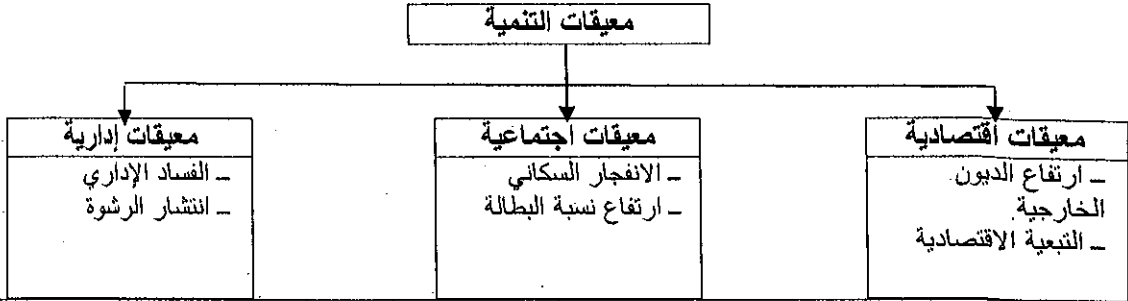 معيقات التنمية
معيقات اقتصادية
ـ ارتفاع الديون
الخارجية
ـ التبعية الاقتصادية
معيقات اجتماعية
ـ الانفجار السكاني
ـ ارتفاع نسبة البطالة
معيقات إدارية
ـ الفساد الإداري
ـ انتشار الرشوة